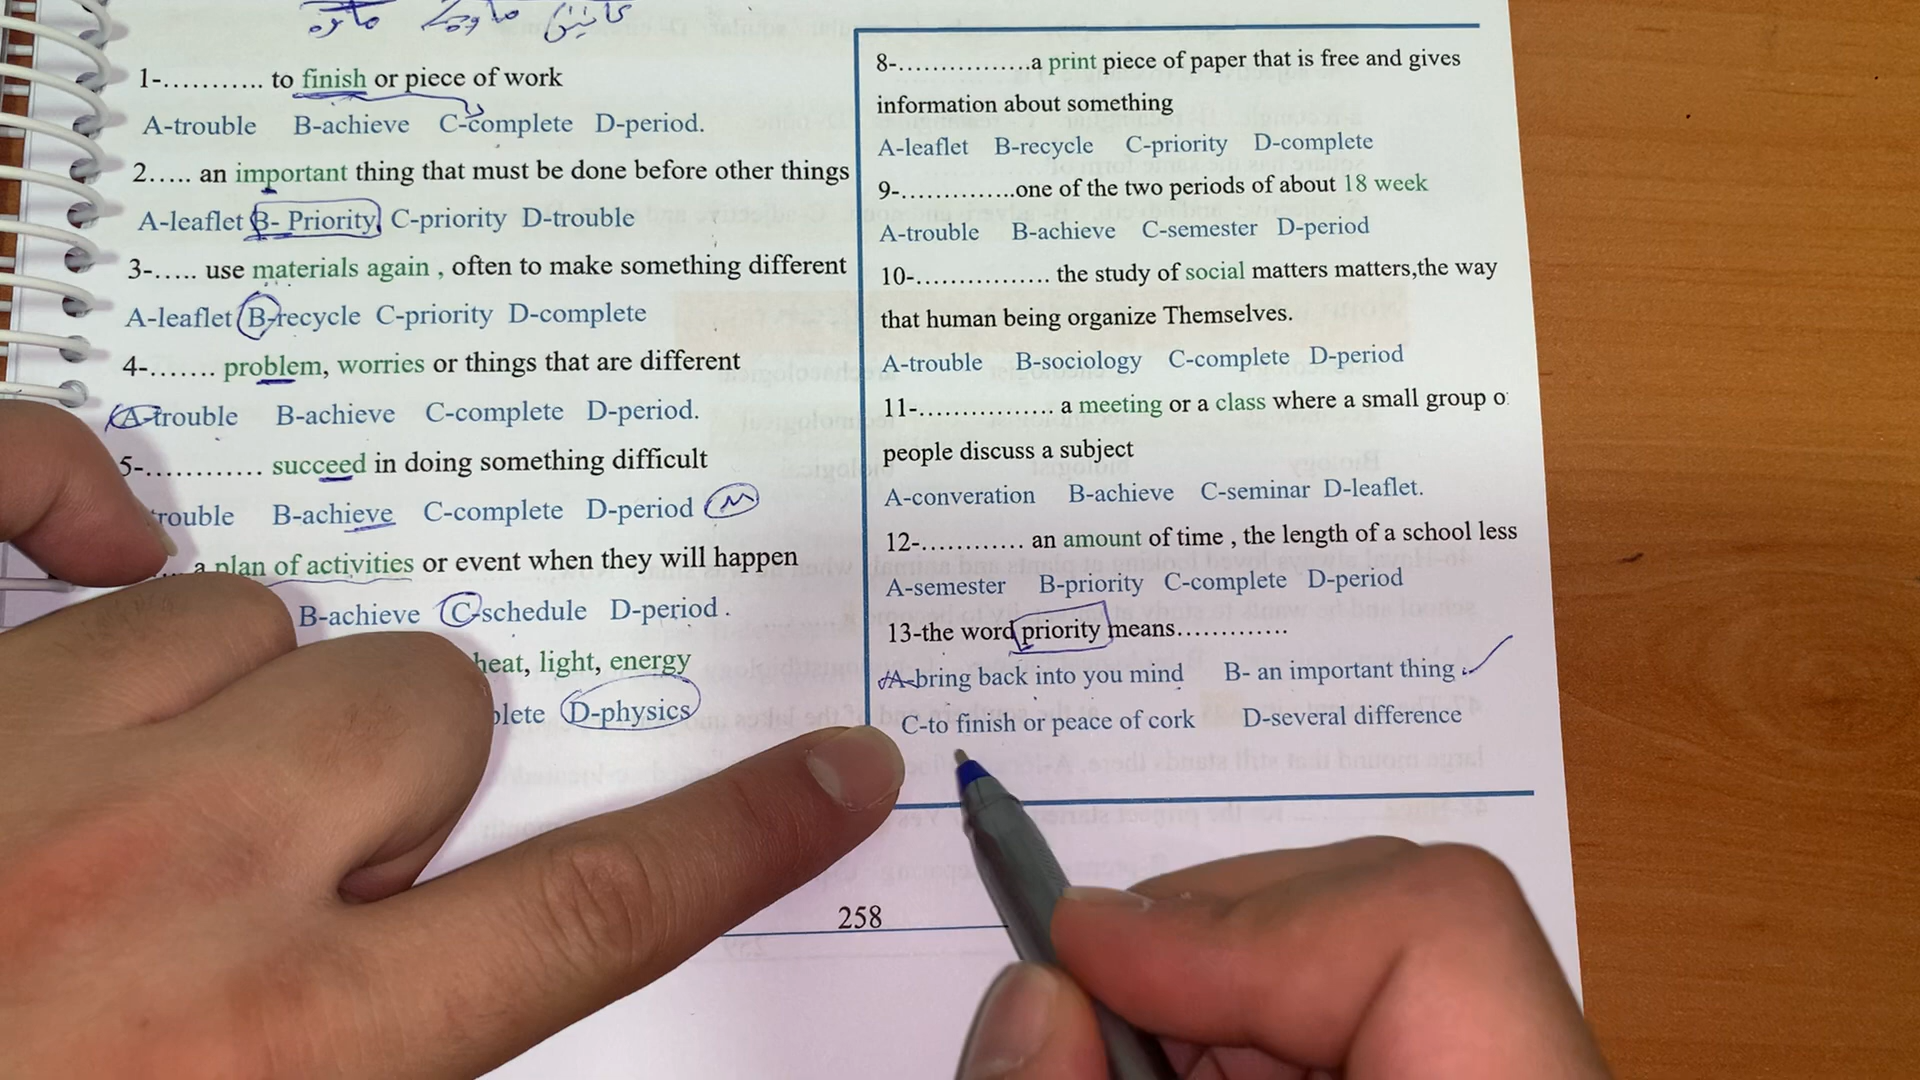 1-........... to finish or piece of work
A-trouble B-achieve C-complete D-period.
2..... an important thing that must be done before other things
A-leaflet B- Priority C-priority D-trouble
3-..... use materials again , often to make something different
A-leaflet B-recycle C-priority D-complete
4-....... problem, worries or things that are different
A-trouble B-achieve C-complete D-period.
5-............ succeed in doing something difficult
rouble B-achieve C-complete D-period
a plan of activities or event when they will happen
B-achieve C-schedule D-period .
heat, light, energy
plete D-physics
8-................a print piece of paper that is free and gives
information about something
A-leaflet B-recycle C-priority D-complete
9-..............one of the two periods of about 18 week
A-trouble B-achieve C-semester D-period
10-................ the study of social matters matters,the way
that human being organize Themselves.
A-trouble B-sociology C-complete D-period
11-................ a meeting or a class where a small group o
people discuss a subject
A-converation B-achieve C-seminar D-leaflet.
12-............ an amount of time , the length of a school less
A-semester B-priority C-complete D-period
13-the word priority means.............
A-bring back into you mind B- an important thing .
C-to finish or peace of cork D-several difference
258